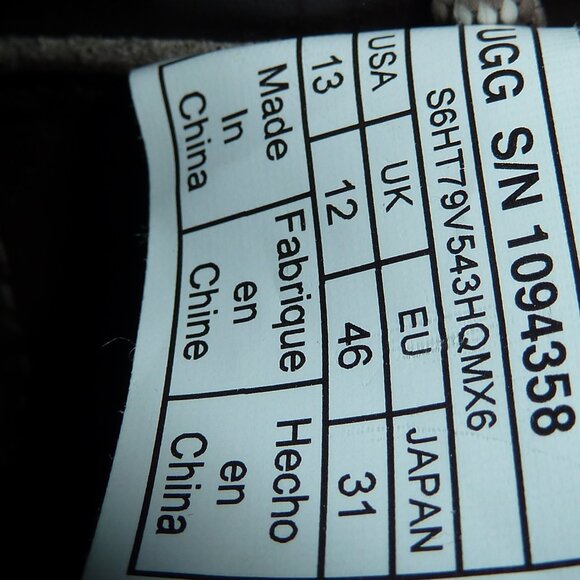 UGG S/N 1094358
S6HT79V543HQMX6
USA UK EU JAPAN
13 12 46 31
Made Fabrique Hecho
In en en
China Chine China